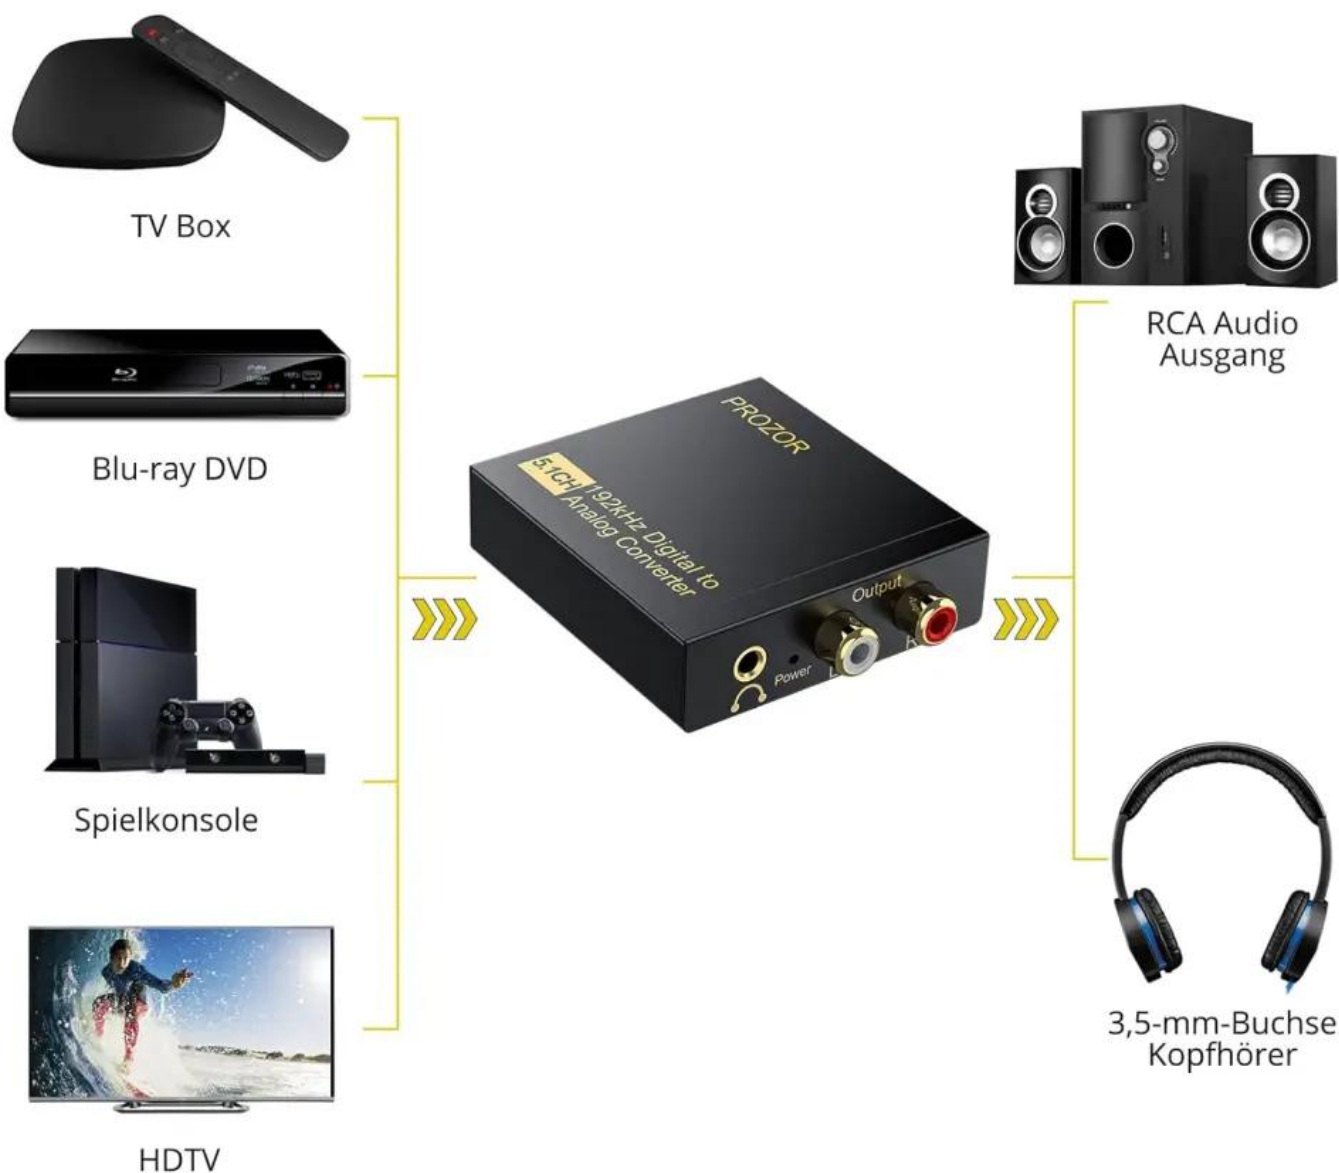 TV Box
Blu-ray DVD
Spielkonsole
HDTV
PROZOR
5.1CH
192kHz Digital to
Analog Converter
Output
Power
L
R
RCA Audio
Ausgang
3,5-mm-Buchse
Kopfhörer